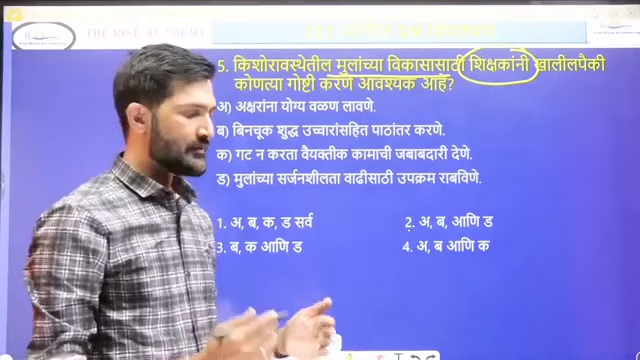 THE RISE ACADEMY
5. किशोरावस्थेतील मुलांच्या विकासासाठी शिक्षकांनी खालीलपैकी
कोणत्या गोष्टी करणे आवश्यक आहे?
अ) अक्षरांना योग्य वळण लावणे.
ब) बिनचूक शुद्ध उच्चारांसहित पाठांतर करणे.
क) गट न करता वैयक्तीक कामाची जबाबदारी देणे.
ड) मुलांच्या सर्जनशीलता वाढीसाठी उपक्रम राबविणे.
1. अ, ब, क, ड सर्व
2. अ, ब, आणि ड
3. ब, क आणि ड
4. अ, ब आणि क